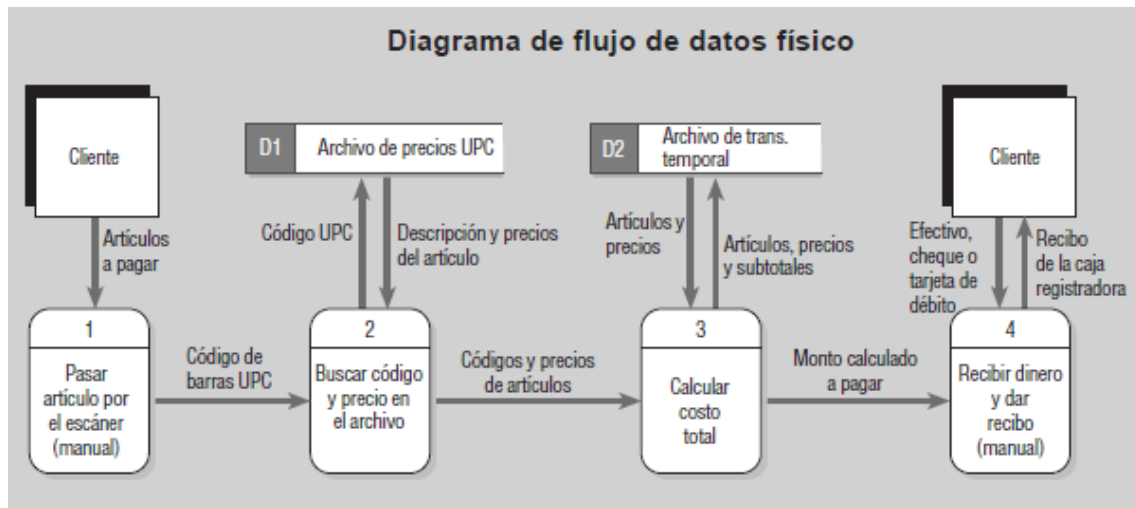 Diagrama de flujo de datos físico
Cliente
D1
Archivo de precios UPC
D2
Archivo de trans.
temporal
Cliente
Artículos
a pagar
Código UPC
Descripción y precios
del artículo
Artículos y
precios
Artículos, precios
y subtotales
Efectivo,
cheque o
tarjeta de
débito
Recibo
de la caja
registradora
1
Pasar
artículo por
el escáner
(manual)
Código de
barras UPC
2
Buscar código
y precio en
el archivo
Códigos y precios
de artículos
3
Calcular
costo
total
Monto calculado
a pagar
4
Recibir dinero
y dar
recibo
(manual)